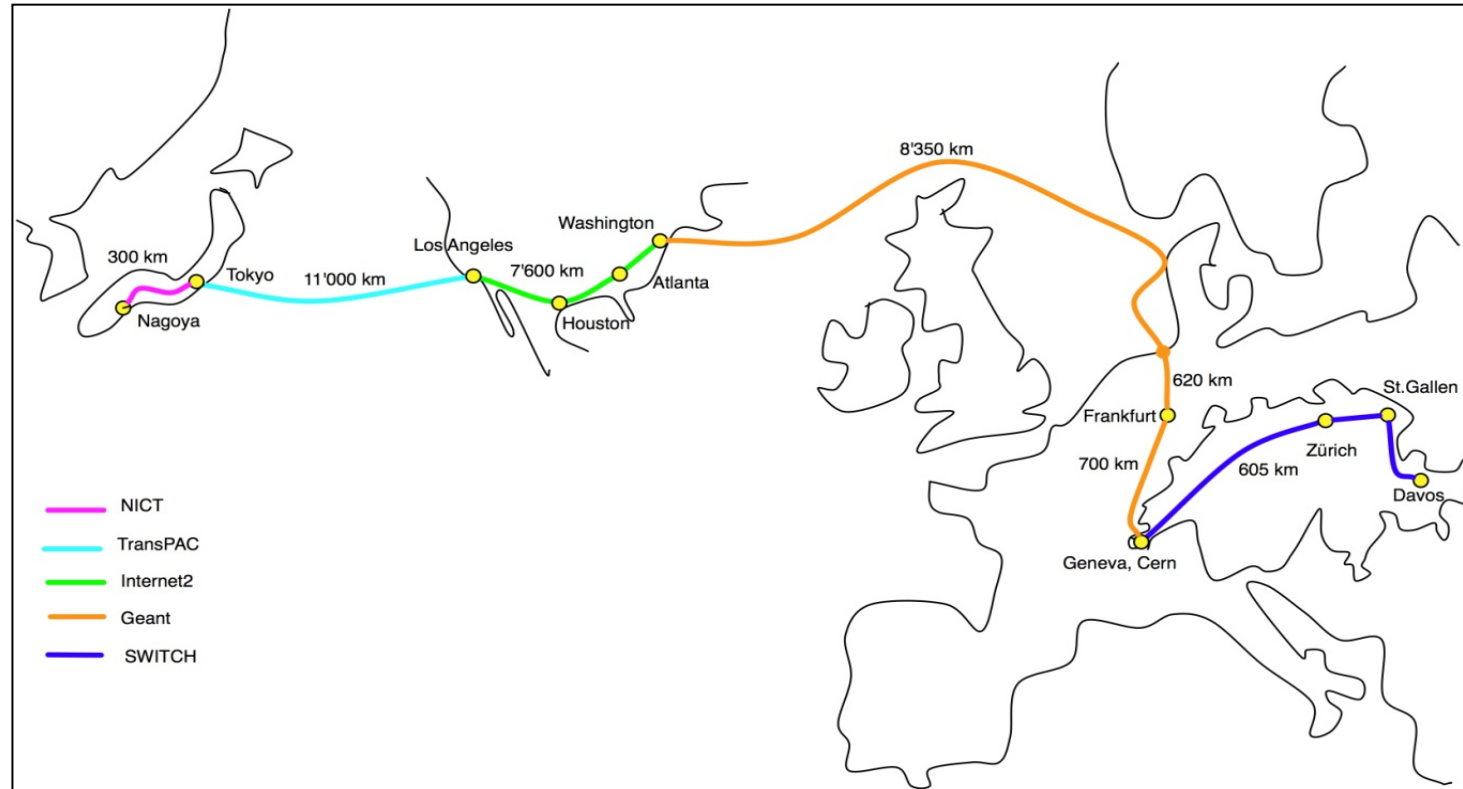 8'350 km
Washington
Los Angeles
300 km
7'600 km
Tokyo
11'000 km
Atlanta
Nagoya
Houston
620 km
St.Gallen
Frankfurt
Zürich
700 km
605 km
Davos
NICT
TransPAC
Geneva, Cern
Internet2
Geant
SWITCH